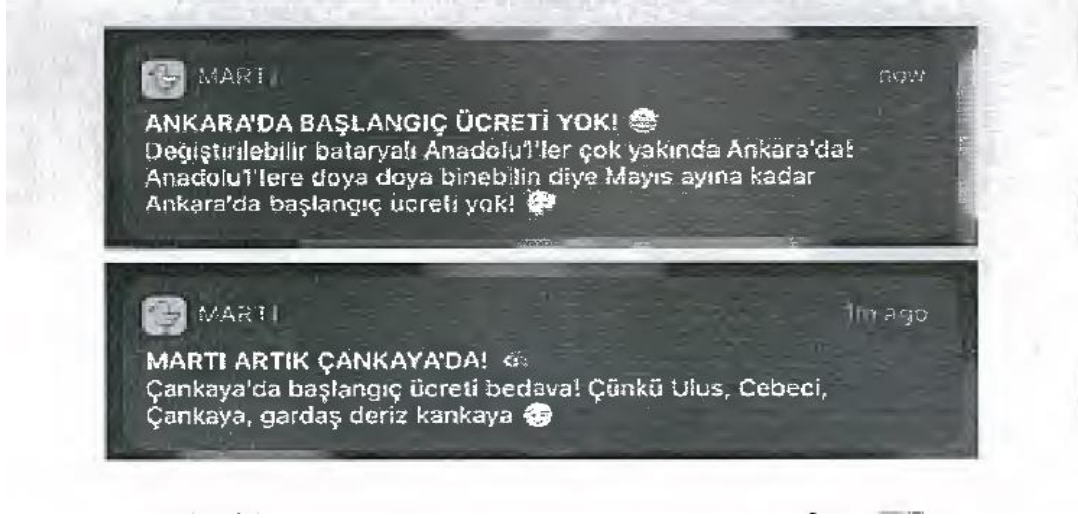 MARTI
now
ANKARA'DA BAŞLANGIÇ ÜCRETİ YOK!
Değiştirilebilir bataryalı Anadolu1'ler çok yakında Ankara'da!
Anadolu1'lere doya doya binebilin diye Mayıs ayına kadar
Ankara'da başlangıç ücreti yok!
MARTI
1m ago
MARTI ARTIK ÇANKAYA'DA!
Çankaya'da başlangıç ücreti bedava! Çünkü Ulus, Cebeci,
Çankaya, gardaş deriz kankaya